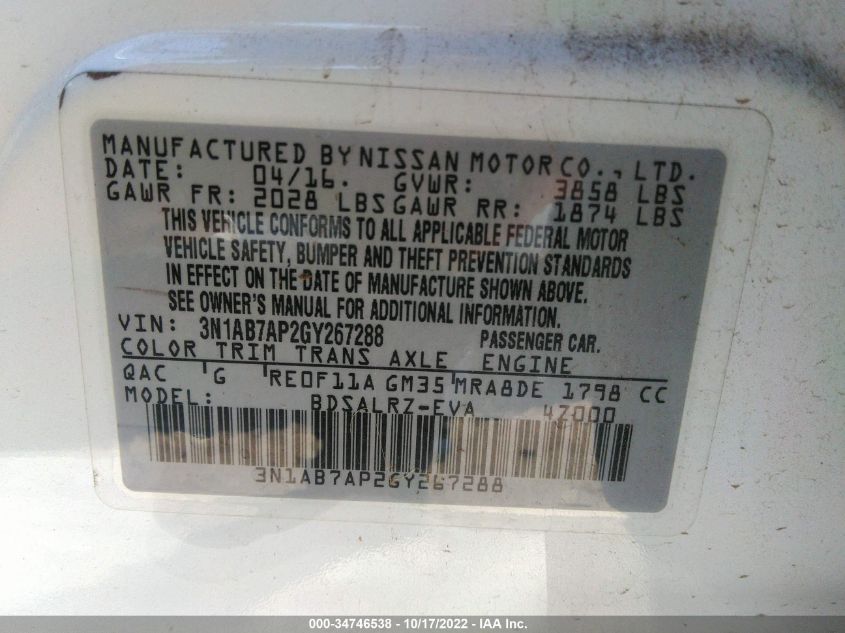 MANUFACTURED BY NISSAN MOTOR CO., LTD.
DATE: 04/16. GVWR: 3858 LBS
GAWR FR: 2028 LBS GAWR RR: 1874 LBS
THIS VEHICLE CONFORMS TO ALL APPLICABLE FEDERAL MOTOR
VEHICLE SAFETY, BUMPER AND THEFT PREVENTION STANDARDS
IN EFFECT ON THE DATE OF MANUFACTURE SHOWN ABOVE.
SEE OWNER'S MANUAL FOR ADDITIONAL INFORMATION.
VIN: 3N1AB7AP2GY267288 PASSENGER CAR.
COLOR TRIM TRANS AXLE ENGINE
QAC G RE0F11A GM35 MRA8DE 1798 CC
MODEL: BDSALRZ-EVA 4Z000
3N1AB7AP2GY267288
000-34746538 - 10/17/2022 - IAA Inc.